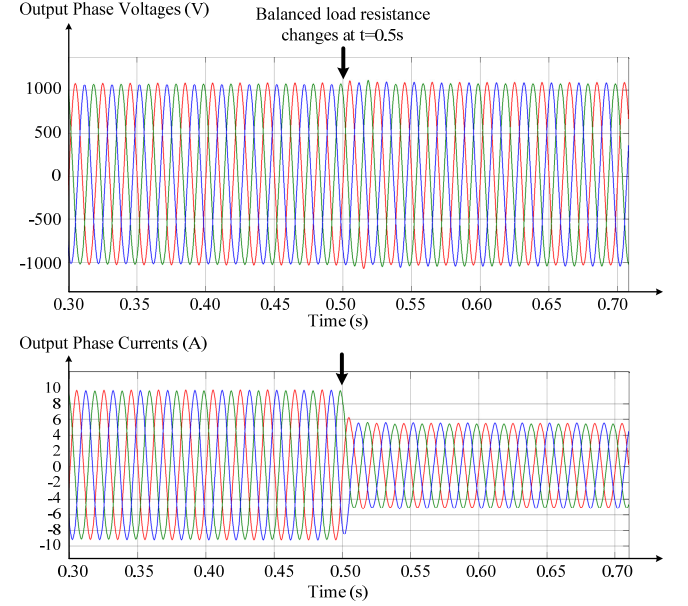 Output Phase Voltages (V)
Balanced load resistance
changes at t=0.5s
1000
500
0
-500
-1000
0.30 0.35 0.40 0.45 0.50 0.55 0.60 0.65 0.70
Time (s)
Output Phase Currents (A)
10
8
6
4
2
0
-2
-4
-6
-8
-10
0.30 0.35 0.40 0.45 0.50 0.55 0.60 0.65 0.70
Time (s)